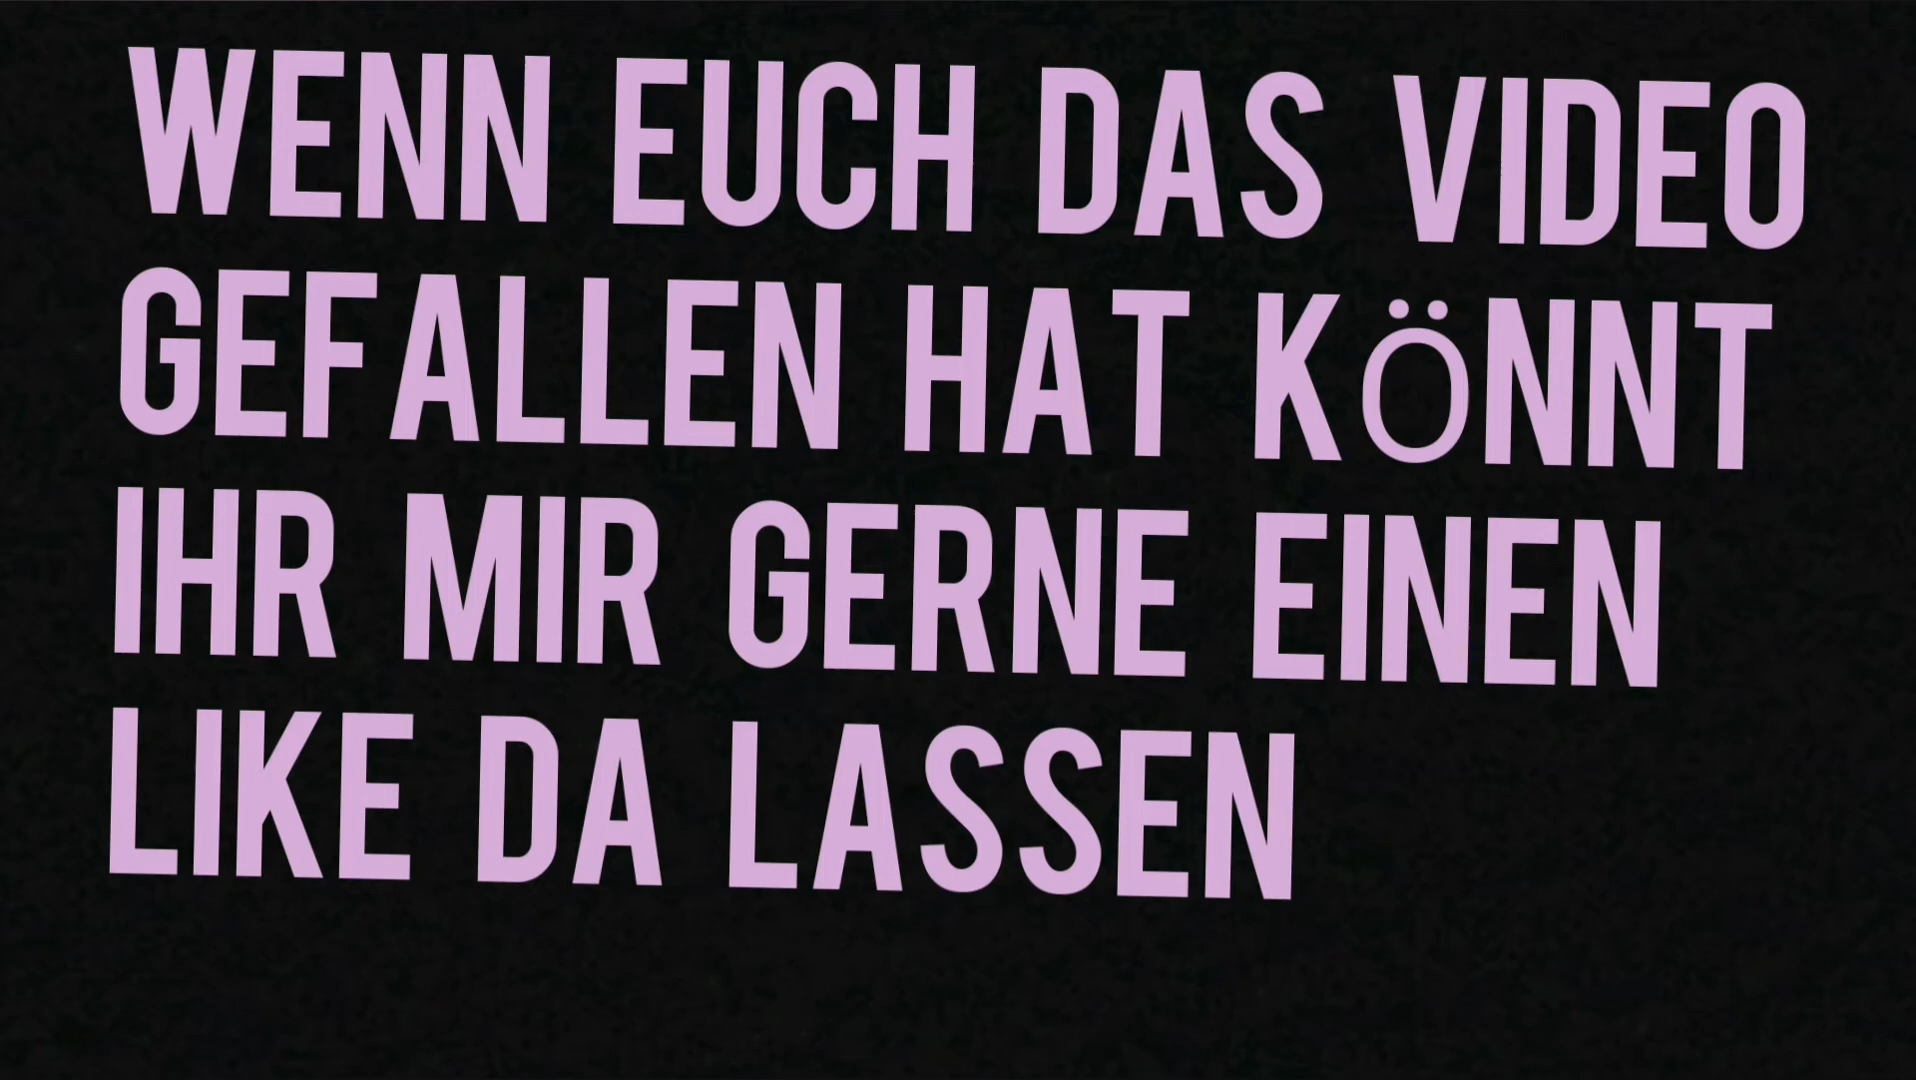 WENN EUCH DAS VIDEO
GEFALLEN HAT KÖNNT
IHR MIR GERNE EINEN
LIKE DA LASSEN